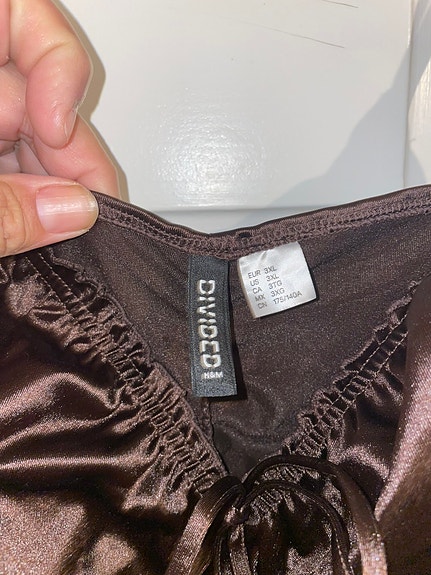 DIVIDED
H&M
EUR 3XL
US 3XL
CA 3TG
MX 3XG
CN 175/140A